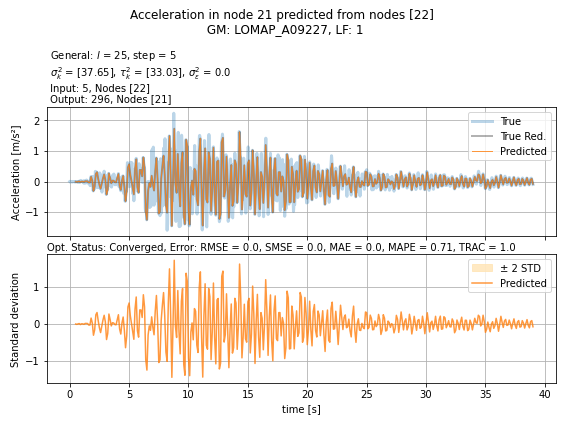 Acceleration in node 21 predicted from nodes [22]
GM: LOMAP_A09227, LF: 1
General: l = 25, step = 5
σ²ₖ = [37.65], τ²ₖ = [33.03], σ²ε = 0.0
Input: 5, Nodes [22]
Output: 296, Nodes [21]
Acceleration [m/s²]
2
1
0
−1
True
True Red.
Predicted
Opt. Status: Converged, Error: RMSE = 0.0, SMSE = 0.0, MAE = 0.0, MAPE = 0.71, TRAC = 1.0
Standard deviation
1
0
−1
± 2 STD
Predicted
0 5 10 15 20 25 30 35 40
time [s]